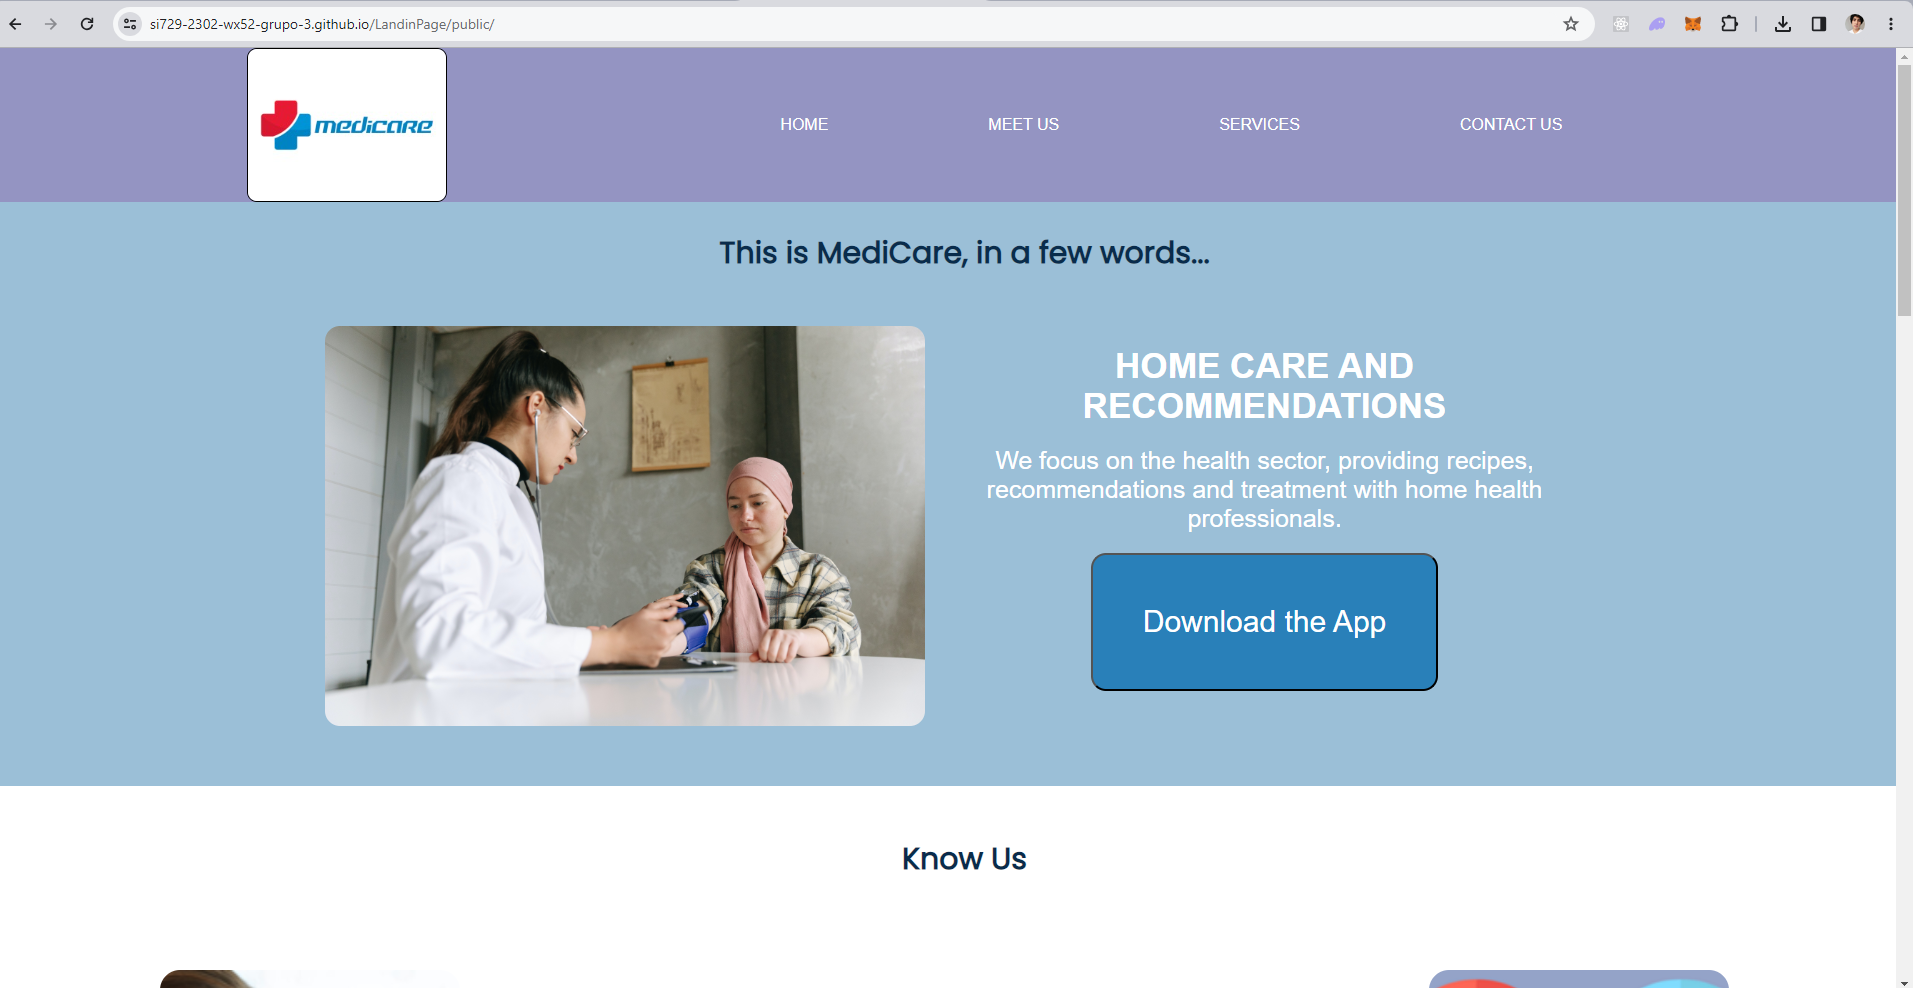 si729-2302-wx52-grupo-3.github.io/LandinPage/public/
medicare
HOME
MEET US
SERVICES
CONTACT US
This is MediCare, in a few words...
HOME CARE AND
RECOMMENDATIONS
We focus on the health sector, providing recipes,
recommendations and treatment with home health
professionals.
Download the App
Know Us